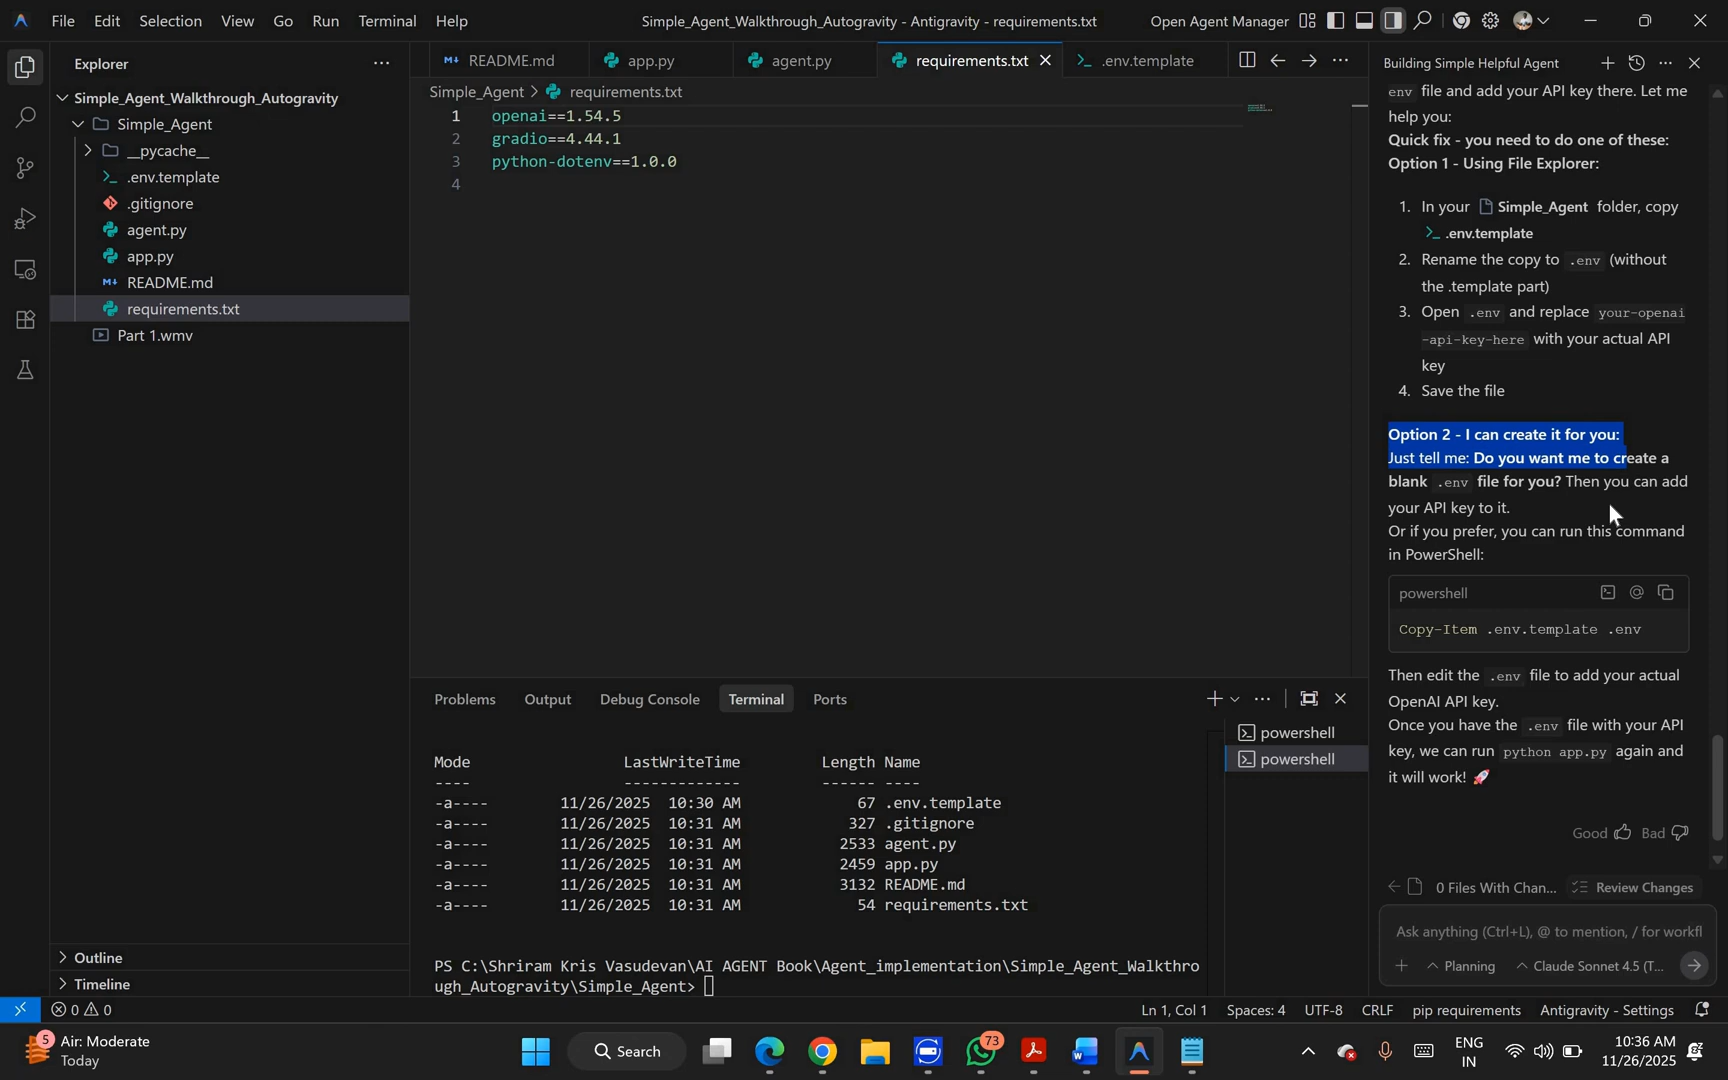 File Edit Selection View Go Run Terminal Help
Simple_Agent_Walkthrough_Autogravity - Antigravity - requirements.txt
Open Agent Manager
Explorer
Simple_Agent_Walkthrough_Autogravity
Simple_Agent
__pycache__
.env.template
.gitignore
agent.py
app.py
README.md
requirements.txt
Part 1.wmv
Outline
Timeline
README.md
app.py
agent.py
requirements.txt
.env.template
Simple_Agent > requirements.txt
1 openai==1.54.5
2 gradio==4.44.1
3 python-dotenv==1.0.0
4
Problems Output Debug Console Terminal Ports
Mode LastWriteTime Length Name
---- ------------- ------ ----
-a---- 11/26/2025 10:30 AM 67 .env.template
-a---- 11/26/2025 10:31 AM 327 .gitignore
-a---- 11/26/2025 10:31 AM 2533 agent.py
-a---- 11/26/2025 10:31 AM 2459 app.py
-a---- 11/26/2025 10:31 AM 3132 README.md
-a---- 11/26/2025 10:31 AM 54 requirements.txt
PS C:\Shriram Kris Vasudevan\AI AGENT Book\Agent_implementation\Simple_Agent_Walkthro
ugh_Autogravity\Simple_Agent>
powershell
powershell
Building Simple Helpful Agent
env file and add your API key there. Let me
help you:
Quick fix - you need to do one of these:
Option 1 - Using File Explorer:
1. In your Simple_Agent folder, copy
.env.template
2. Rename the copy to .env (without
the .template part)
3. Open .env and replace your-openai
-api-key-here with your actual API
key
4. Save the file
Option 2 - I can create it for you:
Just tell me: Do you want me to create a
blank .env file for you? Then you can add
your API key to it.
Or if you prefer, you can run this command
in PowerShell:
powershell
Copy-Item .env.template .env
Then edit the .env file to add your actual
OpenAI API key.
Once you have the .env file with your API
key, we can run python app.py again and
it will work! 🚀
Good Bad
0 Files With Chan... Review Changes
Ask anything (Ctrl+L), @ to mention, / for workfl
Planning Claude Sonnet 4.5 (T...
0 0
Ln 1, Col 1 Spaces: 4 UTF-8 CRLF pip requirements Antigravity - Settings
5
Air: Moderate
Today
Search
73
ENG
IN
10:36 AM
11/26/2025